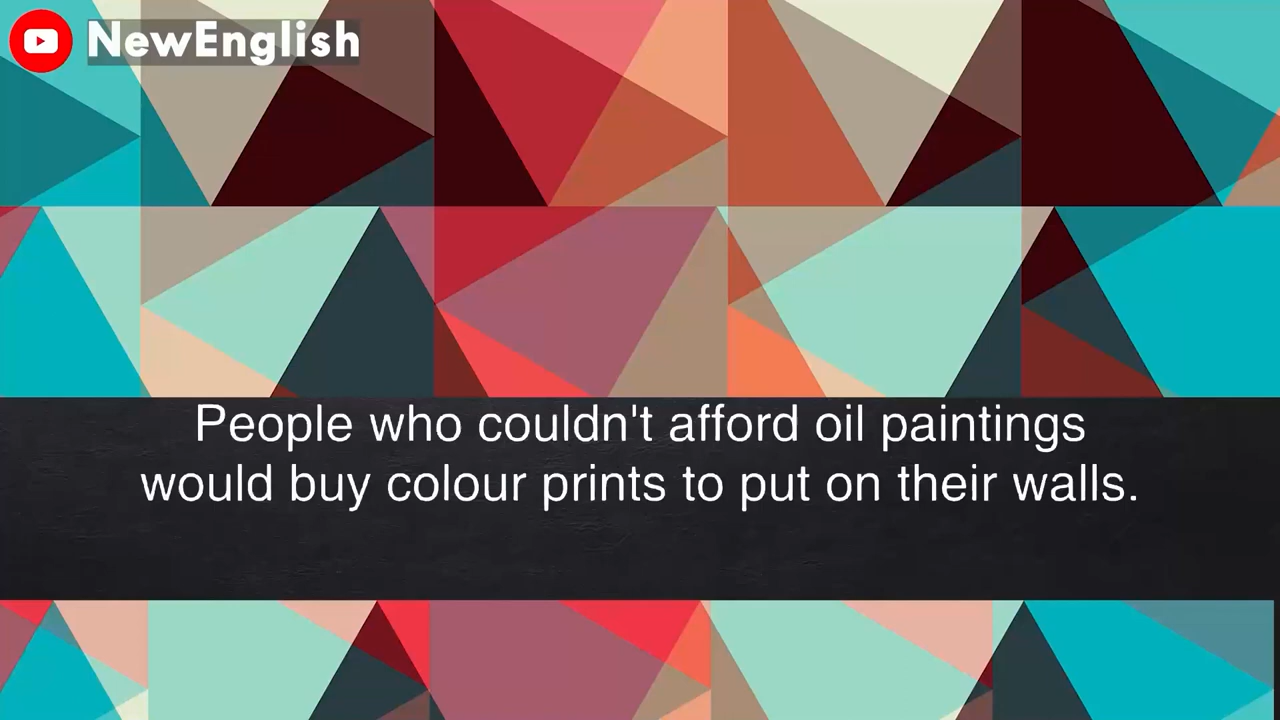 NewEnglish
People who couldn't afford oil paintings
would buy colour prints to put on their walls.